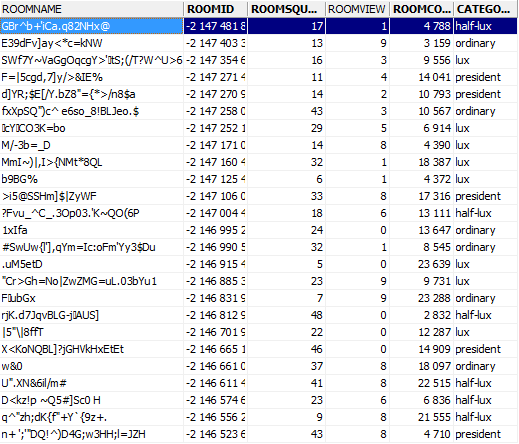 ROOMNAME ROOMID ROOMSQU... ROOMVIEW ROOMCO... CATEGO...
GBr^b+'iCa.q82NHx@ -2 147 481 8 17 1 4 788 half-lux
E39dFv]ay<*c=kNW -2 147 403 3 13 9 3 159 ordinary
-2 147 354 6 16 3 9 556 lux
F=|5cgd,7]y/>&IE% -2 147 271 4 11 4 14 041 president
d]YR;$E[/Y.bZ8"={*>/n8$a -2 147 270 9 14 2 10 793 president
fxXpSQ")c^ e6so_8!BLJeo.$ -2 147 258 0 43 3 10 567 ordinary
-2 147 252 1 29 5 6 914 lux
M/-3b=_D -2 147 171 0 14 8 4 390 lux
MmI~)|,I>{NMt*8QL -2 147 160 4 32 1 18 387 lux
b9BG% -2 147 125 4 6 1 4 372 lux
>i5@SSHm]$|ZyWF -2 147 106 0 33 8 17 316 president
?Fvu_^C_.3Op03.'K~QO(6P -2 147 004 4 18 6 13 111 half-lux
1xIfa -2 146 995 2 24 0 13 647 ordinary
#SwUw{!'],qYm=Ic:oFm'Yy3$Du -2 146 990 5 32 1 8 545 ordinary
.uM5etD -2 146 915 4 5 0 23 639 lux
"Cr>Gh=No|ZwZMG=uL.03bYu1 -2 146 885 3 23 9 9 731 lux
-2 146 831 9 7 9 23 288 ordinary
-2 146 812 9 48 0 2 832 half-lux
|5"\|8ffT -2 146 701 9 22 0 12 287 lux
X<KoNQBL]?jGHVkHxEtEt -2 146 665 1 46 0 14 909 president
w&0 -2 146 661 0 37 8 18 097 ordinary
U".XN&6il/m# -2 146 611 4 41 8 22 515 half-lux
D<kz!p ~Q5#]Sc0 H -2 146 574 6 23 6 6 836 half-lux
q^"zh;dK{f"+Y`{9z+. -2 146 556 2 9 8 21 555 half-lux
n+';'"DQ!^)D4G;w3HH;l=JZH -2 146 523 6 43 8 4 710 president